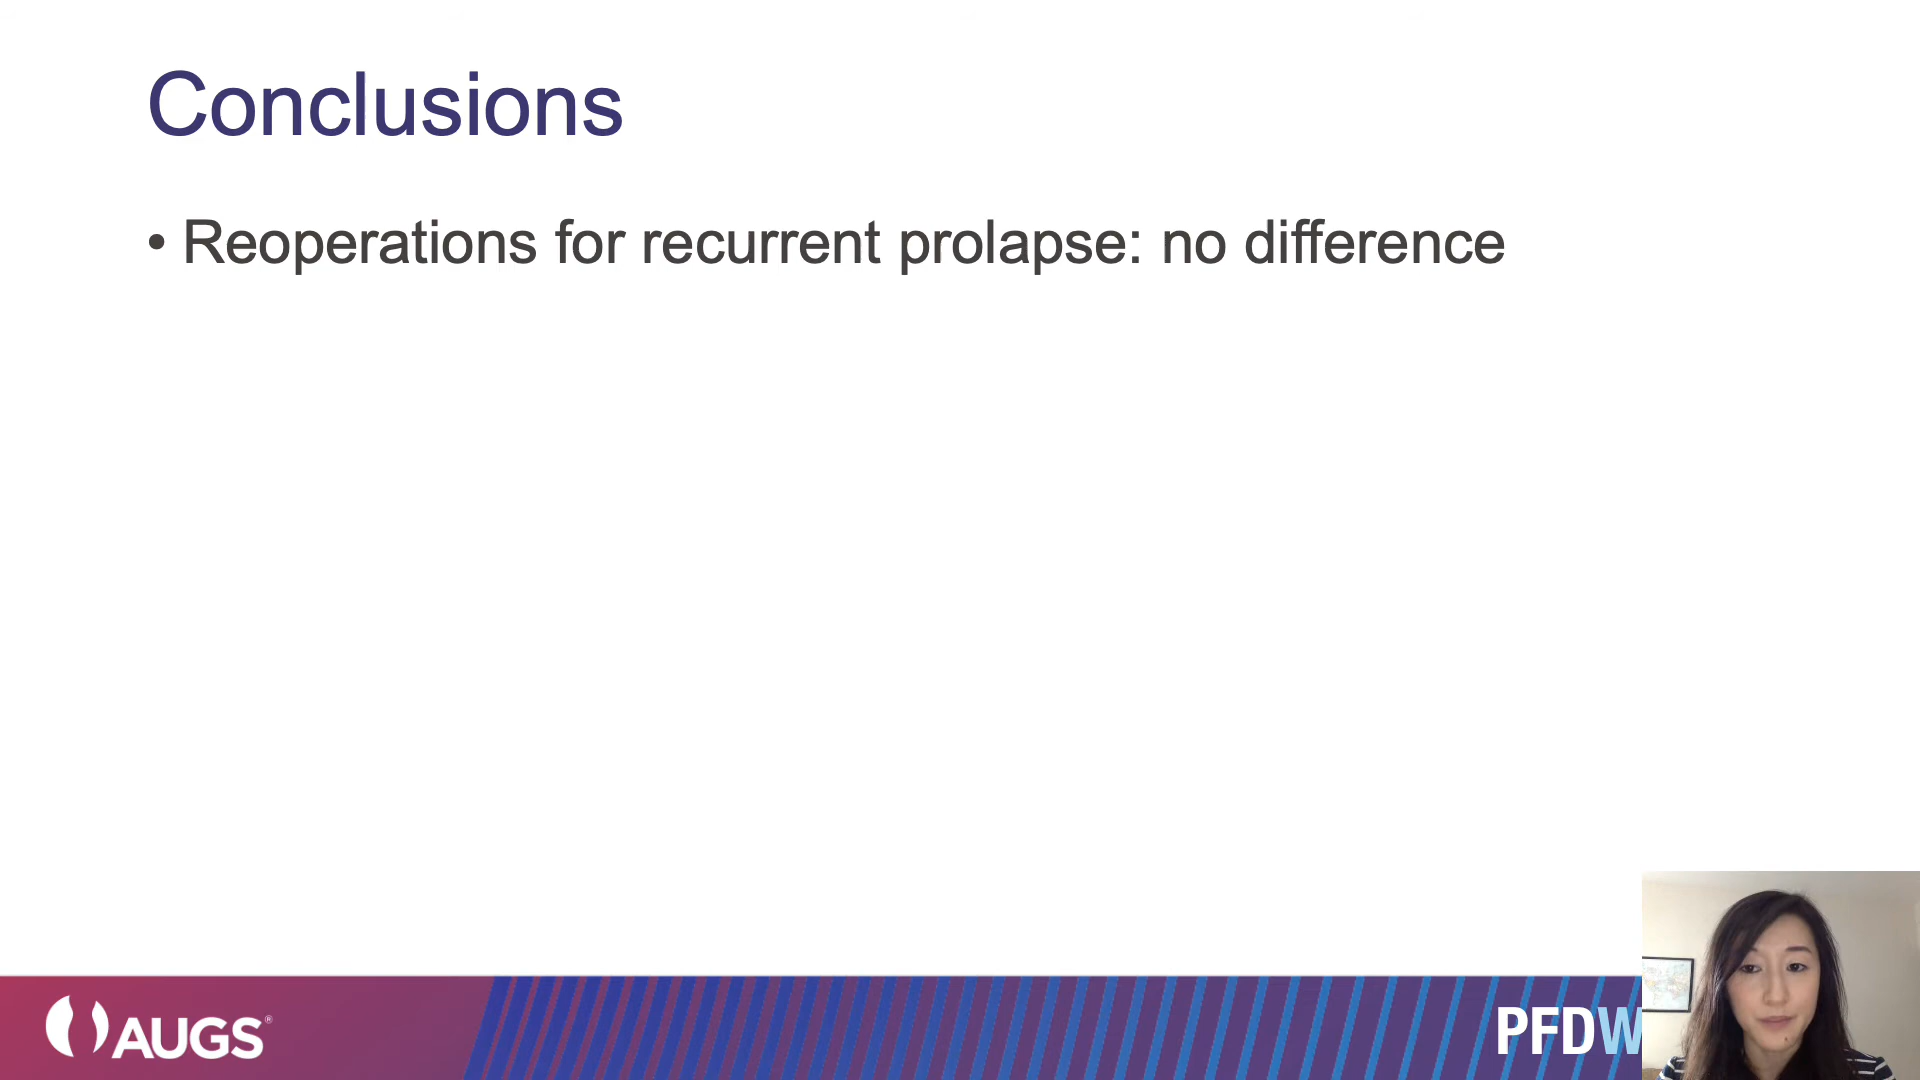 Conclusions
• Reoperations for recurrent prolapse: no difference
AUGS®
PFDW